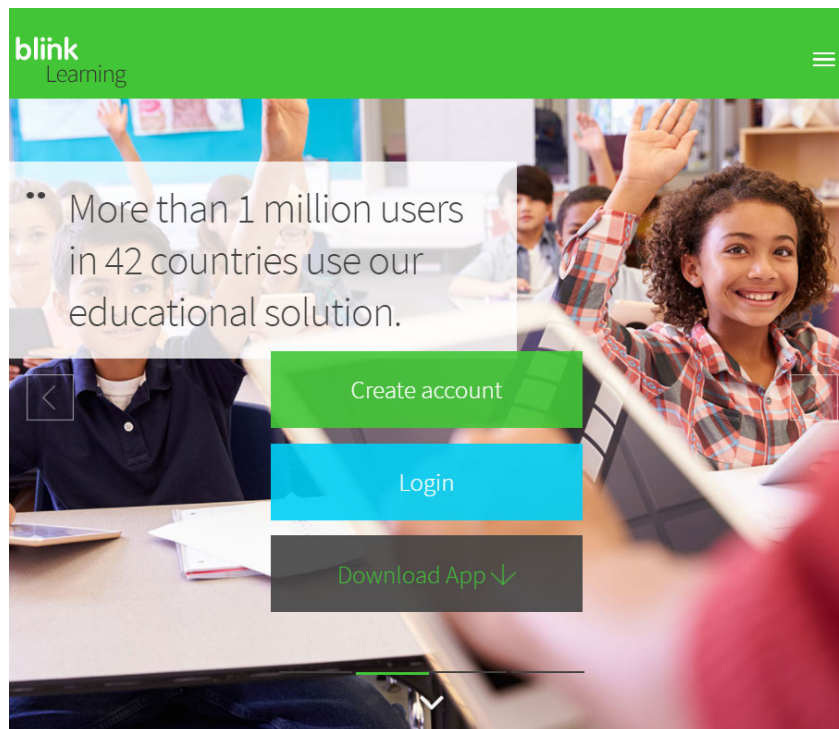 blink
Learning
More than 1 million users
in 42 countries use our
educational solution.
Create account
Login
Download App